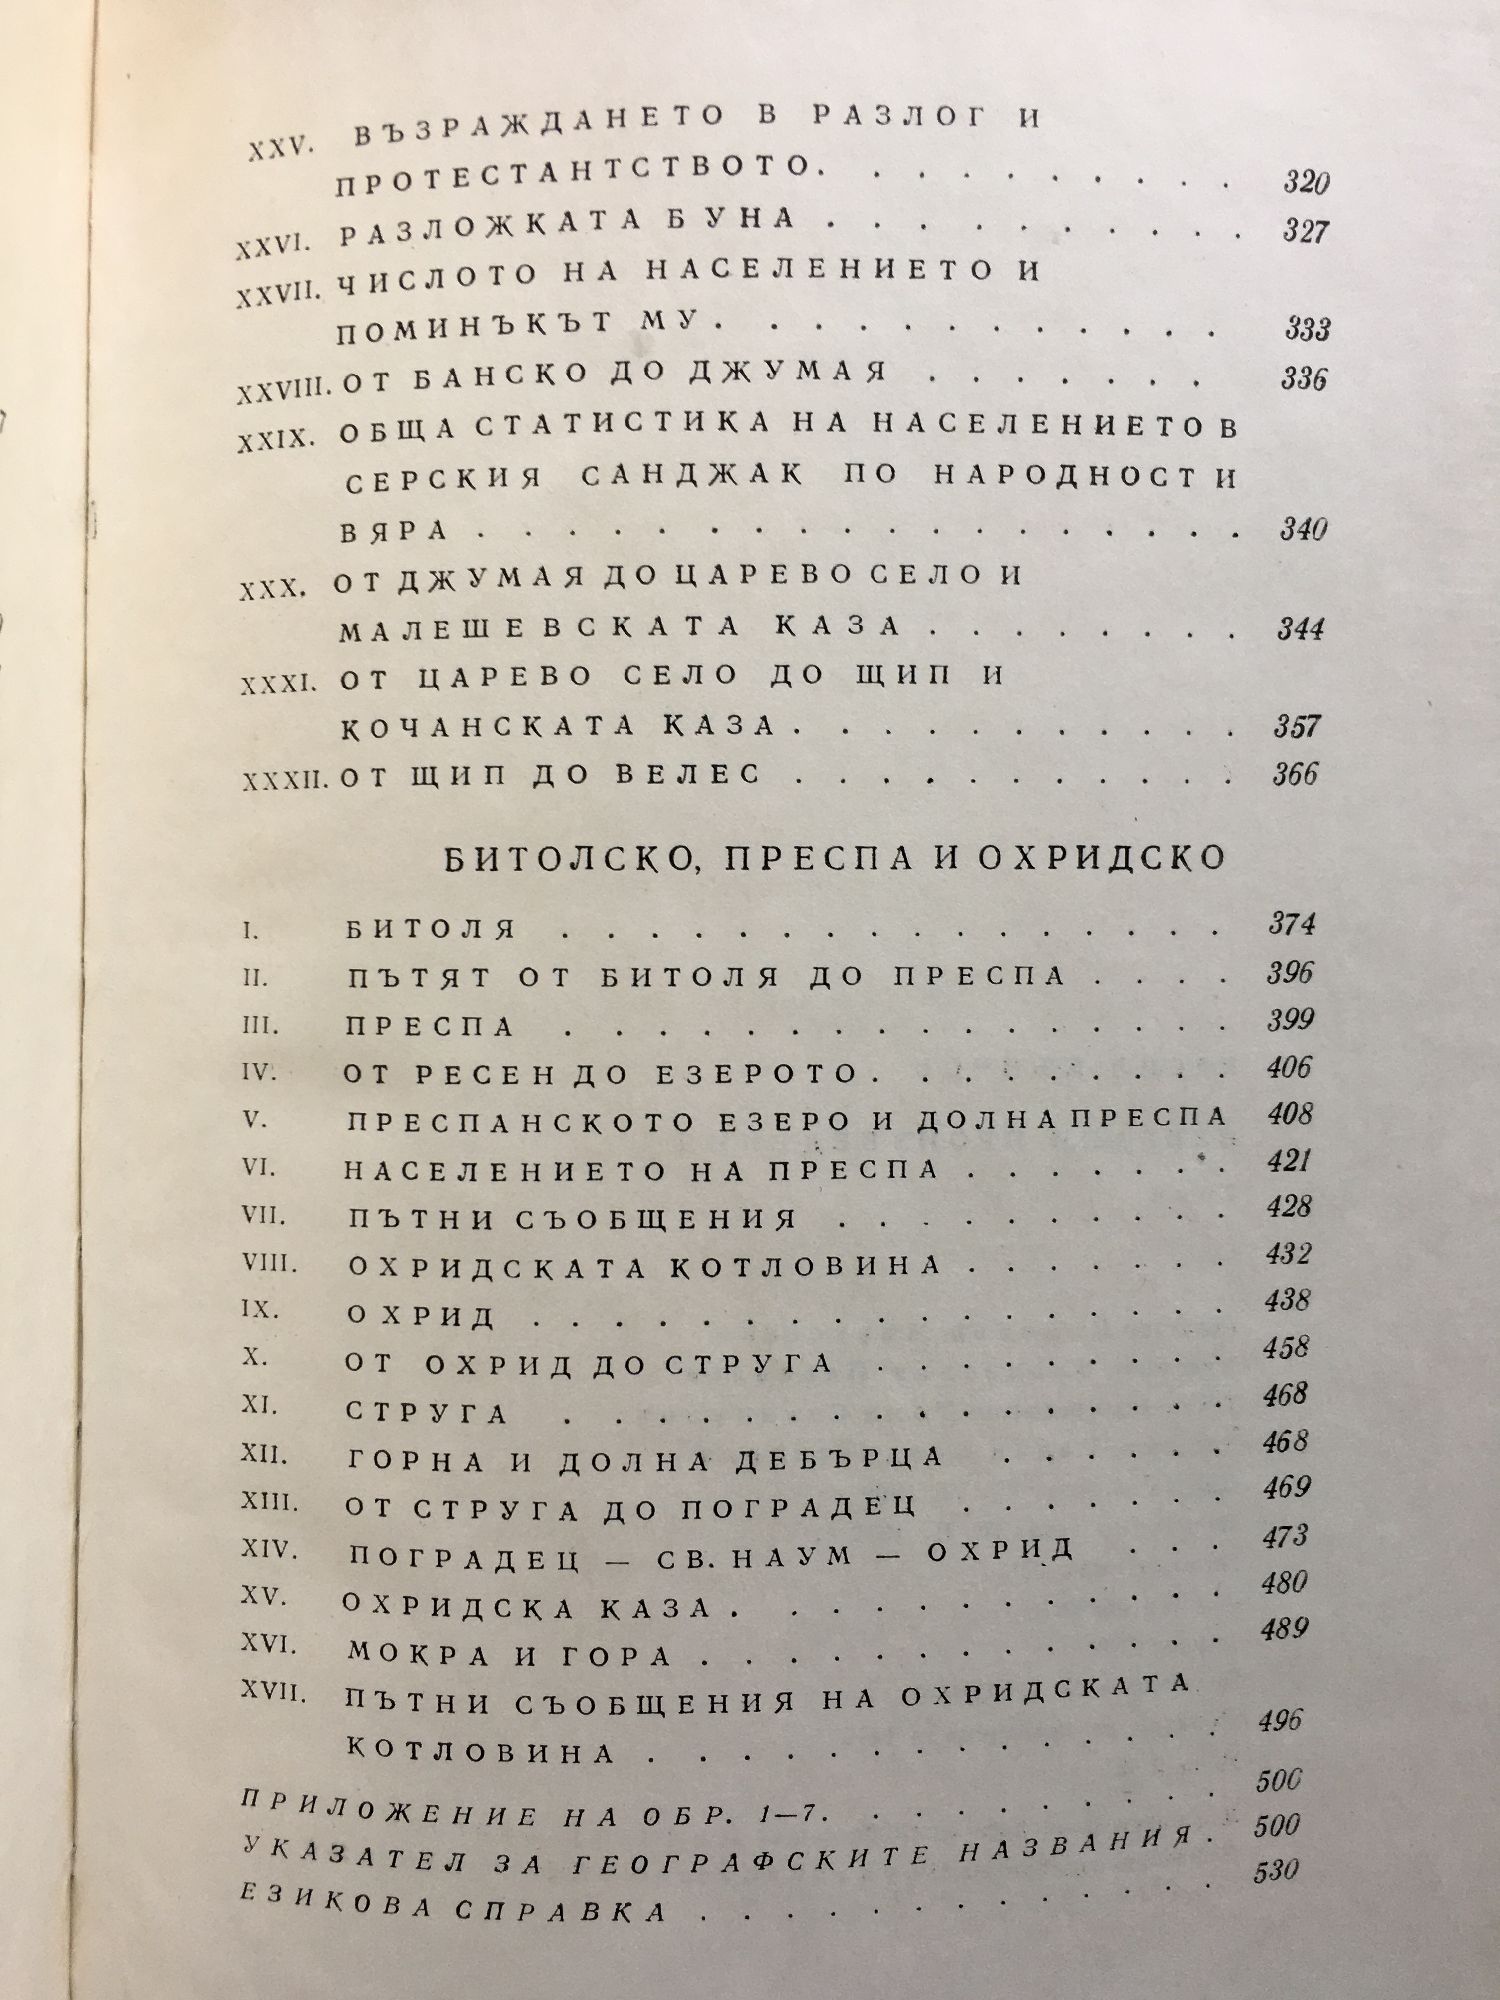 XXV. ВЪЗРАЖДАНЕТО В РАЗЛОГ И
ПРОТЕСТАНТСТВОТО. . . . . . . . . . 320
XXVI. РАЗЛОЖКАТА БУНА . . . . . . . . . . 327
XXVII. ЧИСЛОТО НА НАСЕЛЕНИЕТО И
ПОМИНЪКЪТ МУ. . . . . . . . . . . . 333
XXVIII. ОТ БАНСКО ДО ДЖУМАЯ . . . . . . . 336
XXIX. ОБЩА СТАТИСТИКА НА НАСЕЛЕНИЕТО В
СЕРСКИЯ САНДЖАК ПО НАРОДНОСТ И
ВЯРА . . . . . . . . . . . . . . . . . 340
XXX. ОТ ДЖУМАЯ ДО ЦАРЕВО СЕЛО И
МАЛЕШЕВСКАТА КАЗА . . . . . . . . 344
XXXI. ОТ ЦАРЕВО СЕЛО ДО ЩИП И
КОЧАНСКАТА КАЗА . . . . . . . . . . . 357
XXXII. ОТ ЩИП ДО ВЕЛЕС . . . . . . . . . . . 366
БИТОЛСКО, ПРЕСПА И ОХРИДСКО
I. БИТОЛЯ . . . . . . . . . . . . . . . . 374
II. ПЪТЯТ ОТ БИТОЛЯ ДО ПРЕСПА . . . . 396
III. ПРЕСПА . . . . . . . . . . . . . . . . 399
IV. ОТ РЕСЕН ДО ЕЗЕРОТО . . . . . . . . . 406
V. ПРЕСПАНСКОТО ЕЗЕРО И ДОЛНА ПРЕСПА 408
VI. НАСЕЛЕНИЕТО НА ПРЕСПА . . . . . . . 421
VII. ПЪТНИ СЪОБЩЕНИЯ . . . . . . . . . . 428
VIII. ОХРИДСКАТА КОТЛОВИНА . . . . . . . 432
IX. ОХРИД . . . . . . . . . . . . . . . . . 438
X. ОТ ОХРИД ДО СТРУГА . . . . . . . . . 458
XI. СТРУГА . . . . . . . . . . . . . . . . 468
XII. ГОРНА И ДОЛНА ДЕБЪРЦА . . . . . . 468
XIII. ОТ СТРУГА ДО ПОГРАДЕЦ . . . . . . . 469
XIV. ПОГРАДЕЦ — СВ. НАУМ — ОХРИД . . . 473
XV. ОХРИДСКА КАЗА . . . . . . . . . . . . 480
XVI. МОКРА И ГОРА . . . . . . . . . . . . . 489
XVII. ПЪТНИ СЪОБЩЕНИЯ НА ОХРИДСКАТА
КОТЛОВИНА . . . . . . . . . . . . . . 496
ПРИЛОЖЕНИЕ НА ОБР. 1—7. . . . . . . . . . 500
УКАЗАТЕЛ ЗА ГЕОГРАФСКИТЕ НАЗВАНИЯ . 500
ЕЗИКОВА СПРАВКА . . . . . . . . . . . . 530